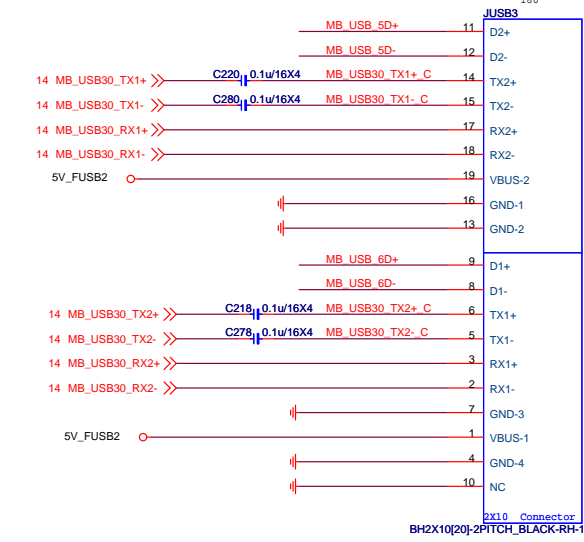 JUSB3
MB_USB_5D+ 11 D2+
MB_USB_5D- 12 D2-
14 MB_USB30_TX1+ C220 0.1u/16X4 MB_USB30_TX1+_C 14 TX2+
14 MB_USB30_TX1- C280 0.1u/16X4 MB_USB30_TX1-_C 15 TX2-
14 MB_USB30_RX1+ 17 RX2+
14 MB_USB30_RX1- 18 RX2-
5V_FUSB2 19 VBUS-2
16 GND-1
13 GND-2
MB_USB_6D+ 9 D1+
MB_USB_6D- 8 D1-
14 MB_USB30_TX2+ C218 0.1u/16X4 MB_USB30_TX2+_C 6 TX1+
14 MB_USB30_TX2- C278 0.1u/16X4 MB_USB30_TX2-_C 5 TX1-
14 MB_USB30_RX2+ 3 RX1+
14 MB_USB30_RX2- 2 RX1-
7 GND-3
5V_FUSB2 1 VBUS-1
4 GND-4
10 NC
2X10 Connector
BH2X10[20]-2PITCH_BLACK-RH-1